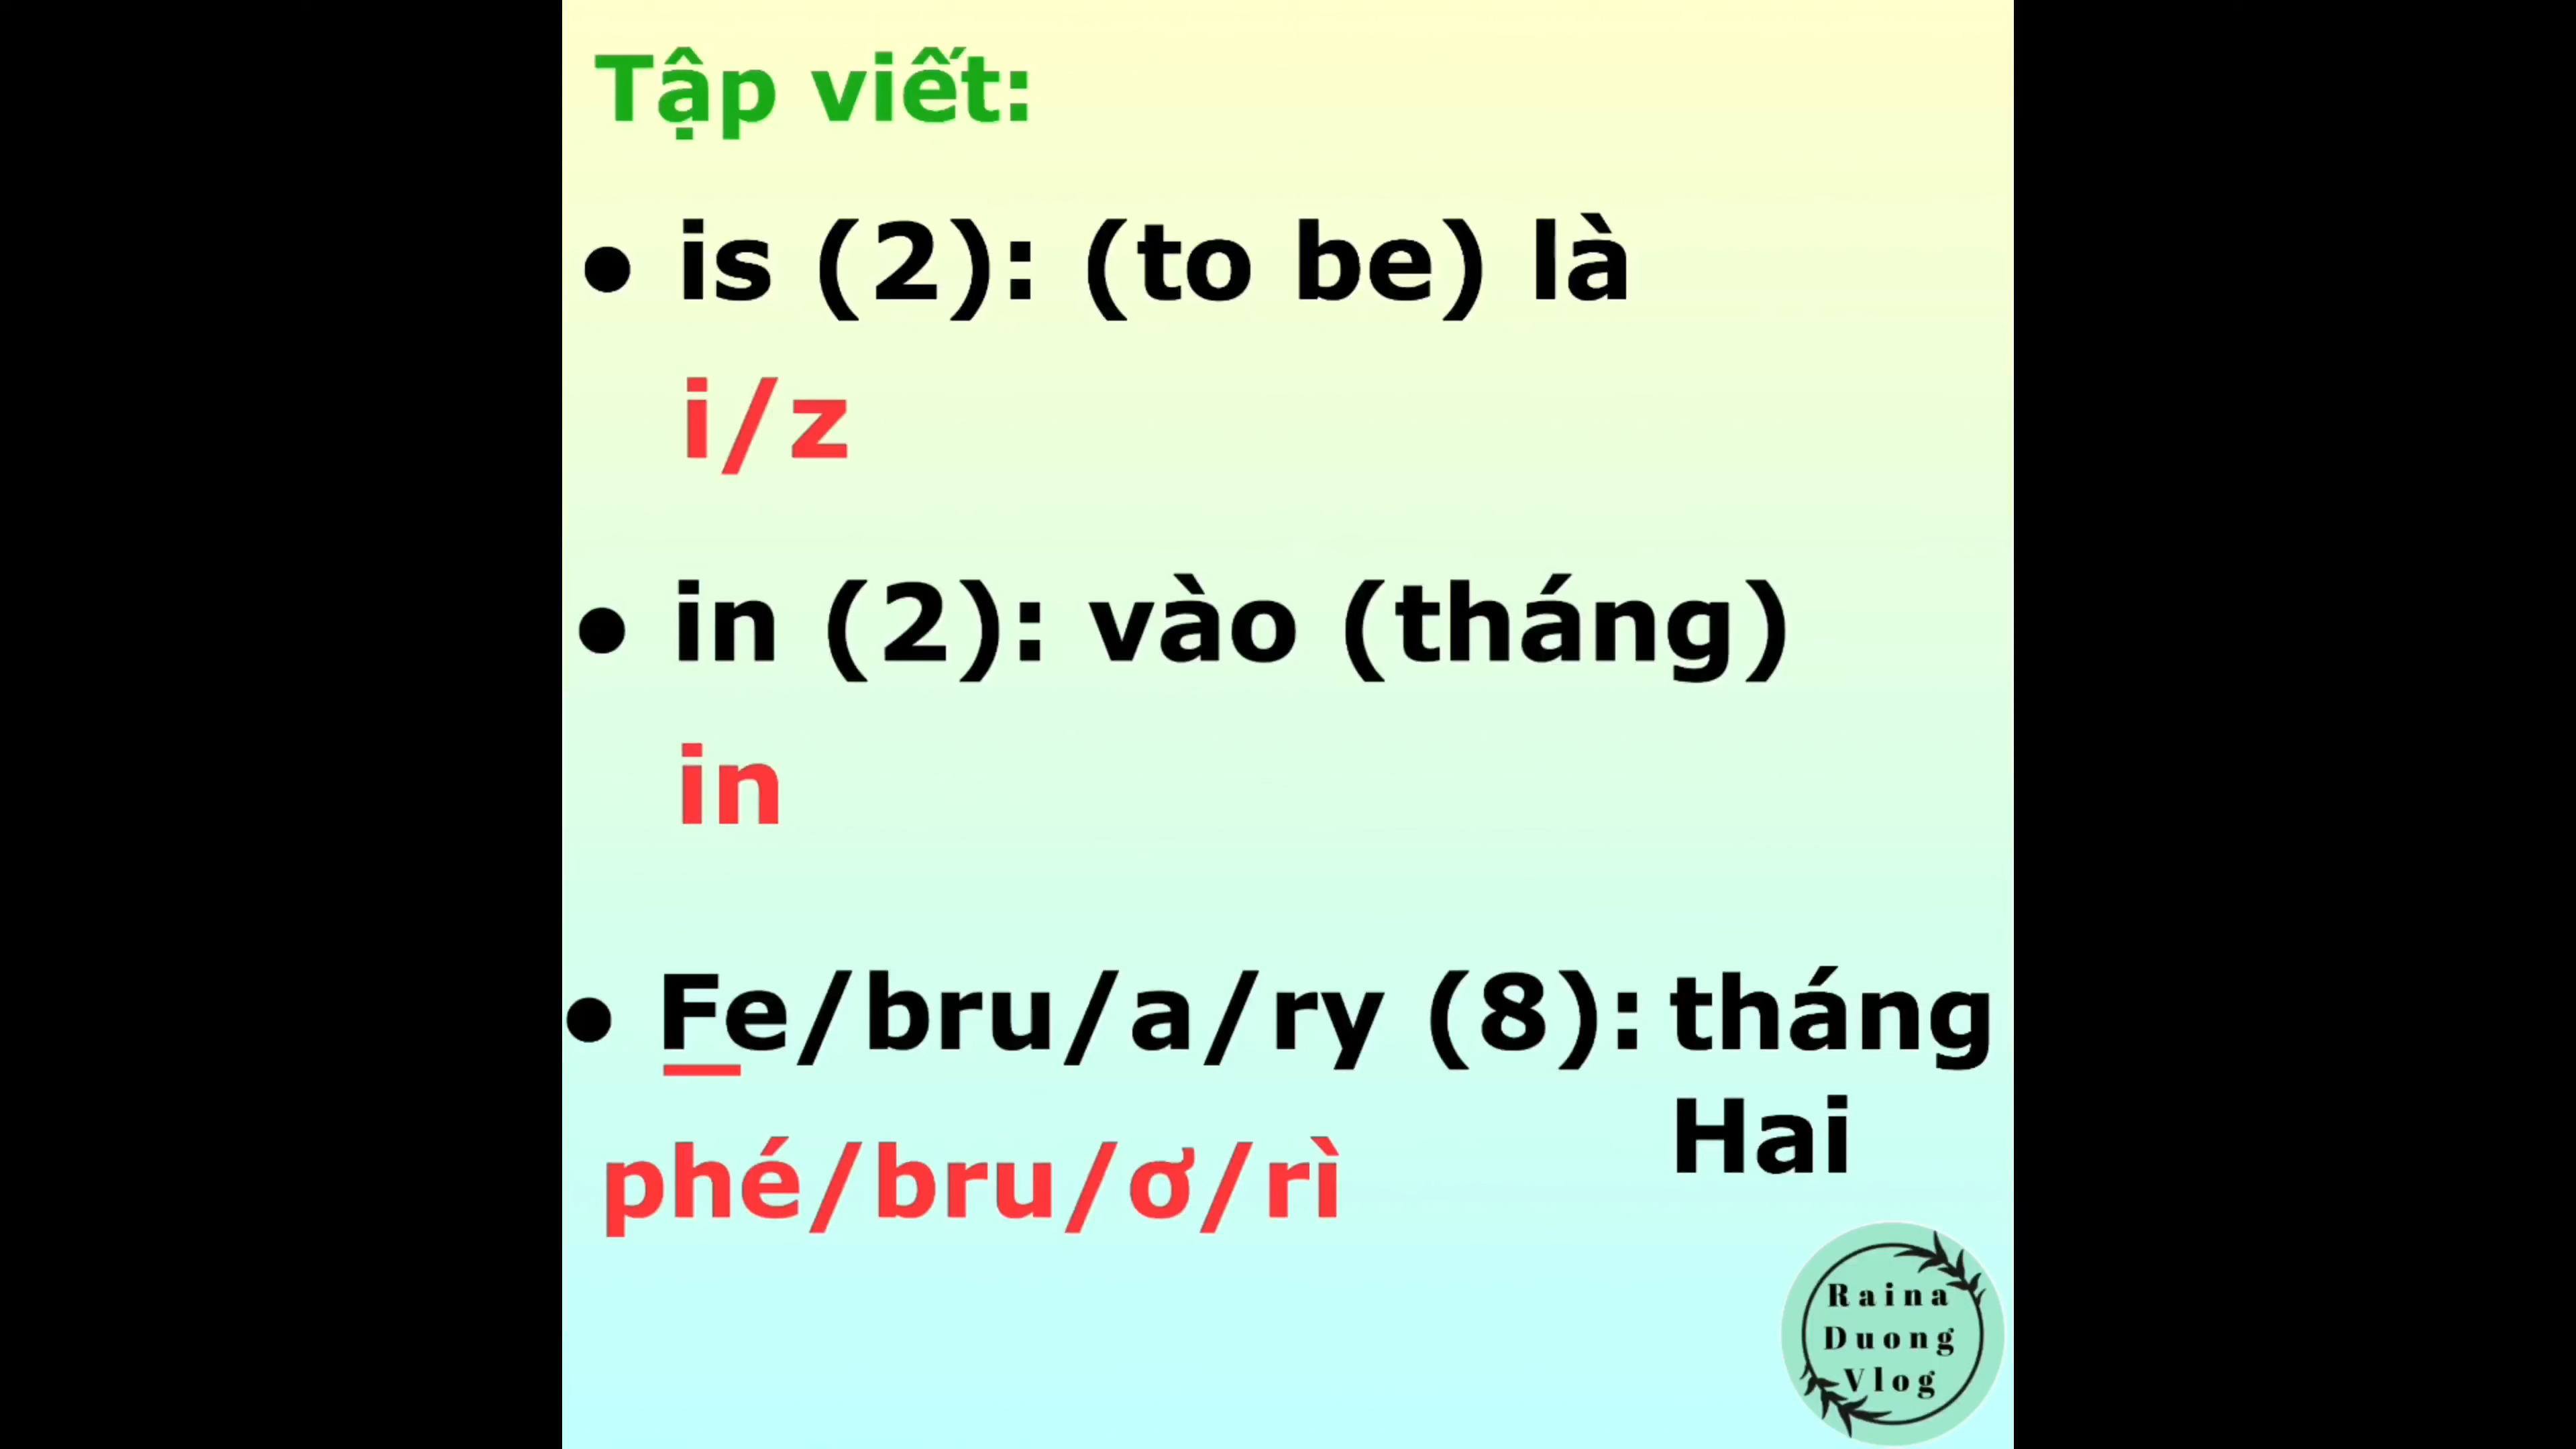 Tập viết:
• is (2): (to be) là
i/z
• in (2): vào (tháng)
in
• Fe/bru/a/ry (8): tháng
Hai
phé/bru/ơ/rì
Raina
Duong
Vlog